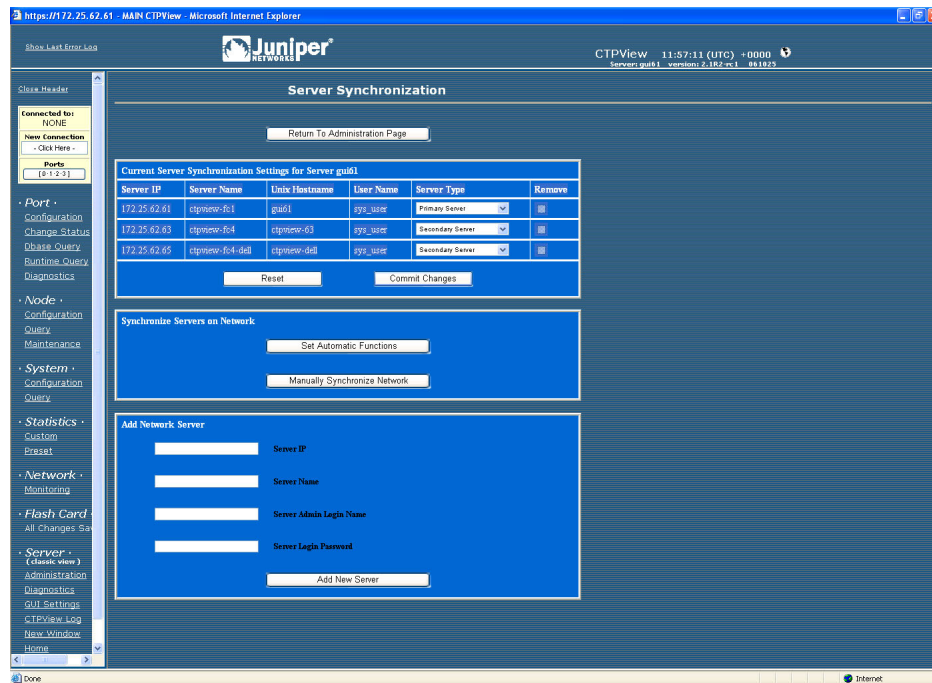 https://172.25.62.61 - MAIN CTPView - Microsoft Internet Explorer
Show Last Error Log
Juniper®
NETWORKS
CTPView 11:57:11 (UTC) +0000
Server: gui61 version: 2.1R2-rc1 061025
Close Header
Connected to:
NONE
New Connection
- Click Here -
Ports
[ 0-1-2-3 ]
· Port ·
Configuration
Change Status
Dbase Query
Runtime Query
Diagnostics
· Node ·
Configuration
Query
Maintenance
· System ·
Configuration
Query
· Statistics ·
Custom
Preset
· Network ·
Monitoring
· Flash Card ·
All Changes Sav
· Server ·
( classic view )
Administration
Diagnostics
GUI Settings
CTPView Log
New Window
Home
Server Synchronization
Return To Administration Page
Current Server Synchronization Settings for Server gui61
Server IP Server Name Unix Hostname User Name Server Type Remove
172.25.62.61 ctpview-fc1 gui61 sys_user Primary Server
172.25.62.63 ctpview-fc4 ctpview-63 sys_user Secondary Server
172.25.62.65 ctpview-fc4-dell ctpview-dell sys_user Secondary Server
Reset Commit Changes
Synchronize Servers on Network
Set Automatic Functions
Manually Synchronize Network
Add Network Server
Server IP
Server Name
Server Admin Login Name
Server Login Password
Add New Server
Done Internet